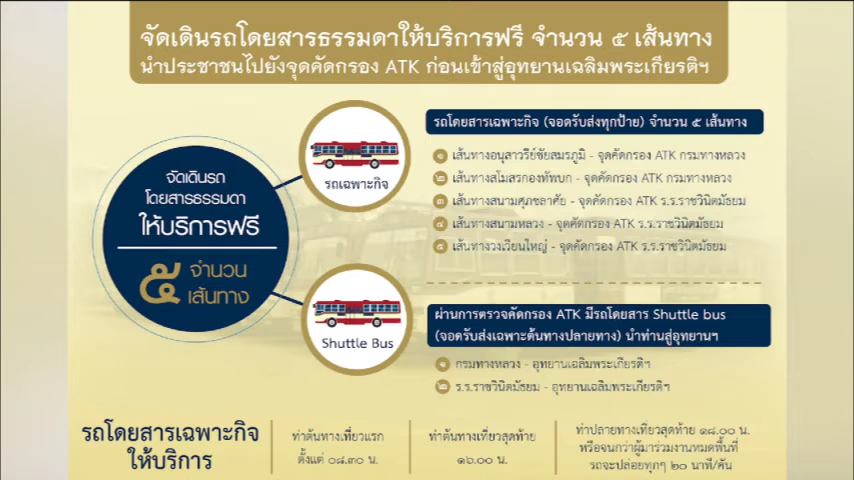 จัดเดินรถโดยสารธรรมดาให้บริการฟรี จำนวน ๕ เส้นทาง
นำประชาชนไปยังจุดคัดกรอง ATK ก่อนเข้าสู่อุทยานเฉลิมพระเกียรติฯ
จัดเดินรถ
โดยสารธรรมดา
ให้บริการฟรี
๕ จำนวน
เส้นทาง
รถเฉพาะกิจ
รถโดยสารเฉพาะกิจ (จอดรับส่งทุกป้าย) จำนวน ๕ เส้นทาง
๑ เส้นทางอนุสาวรีย์ชัยสมรภูมิ - จุดคัดกรอง ATK กรมทางหลวง
๒ เส้นทางสโมสรกองทัพบก - จุดคัดกรอง ATK กรมทางหลวง
๓ เส้นทางสนามศุภชลาศัย - จุดคัดกรอง ATK ร.ร.ราชวินิตมัธยม
๔ เส้นทางสนามหลวง - จุดคัดกรอง ATK ร.ร.ราชวินิตมัธยม
๕ เส้นทางวงเวียนใหญ่ - จุดคัดกรอง ATK ร.ร.ราชวินิตมัธยม
Shuttle Bus
ผ่านการตรวจคัดกรอง ATK มีรถโดยสาร Shuttle bus
(จอดรับส่งเฉพาะต้นทางปลายทาง) นำท่านสู่อุทยานฯ
๑ กรมทางหลวง - อุทยานเฉลิมพระเกียรติฯ
๒ ร.ร.ราชวินิตมัธยม - อุทยานเฉลิมพระเกียรติฯ
รถโดยสารเฉพาะกิจ
ให้บริการ
ท่าต้นทางเที่ยวแรก
ตั้งแต่ ๐๘.๓๐ น.
ท่าต้นทางเที่ยวสุดท้าย
๑๖.๐๐ น.
ท่าปลายทางเที่ยวสุดท้าย ๑๘.๐๐ น.
หรือจนกว่าผู้มาร่วมงานหมดพื้นที่
รถจะปล่อยทุกๆ ๒๐ นาที/คัน